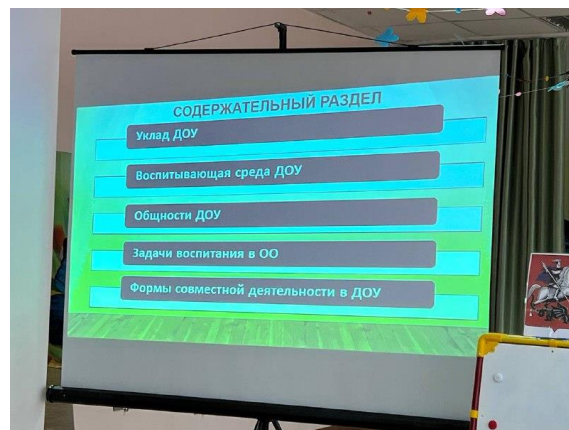 СОДЕРЖАТЕЛЬНЫЙ РАЗДЕЛ
Уклад ДОУ
Воспитывающая среда ДОУ
Общности ДОУ
Задачи воспитания в ОО
Формы совместной деятельности в ДОУ